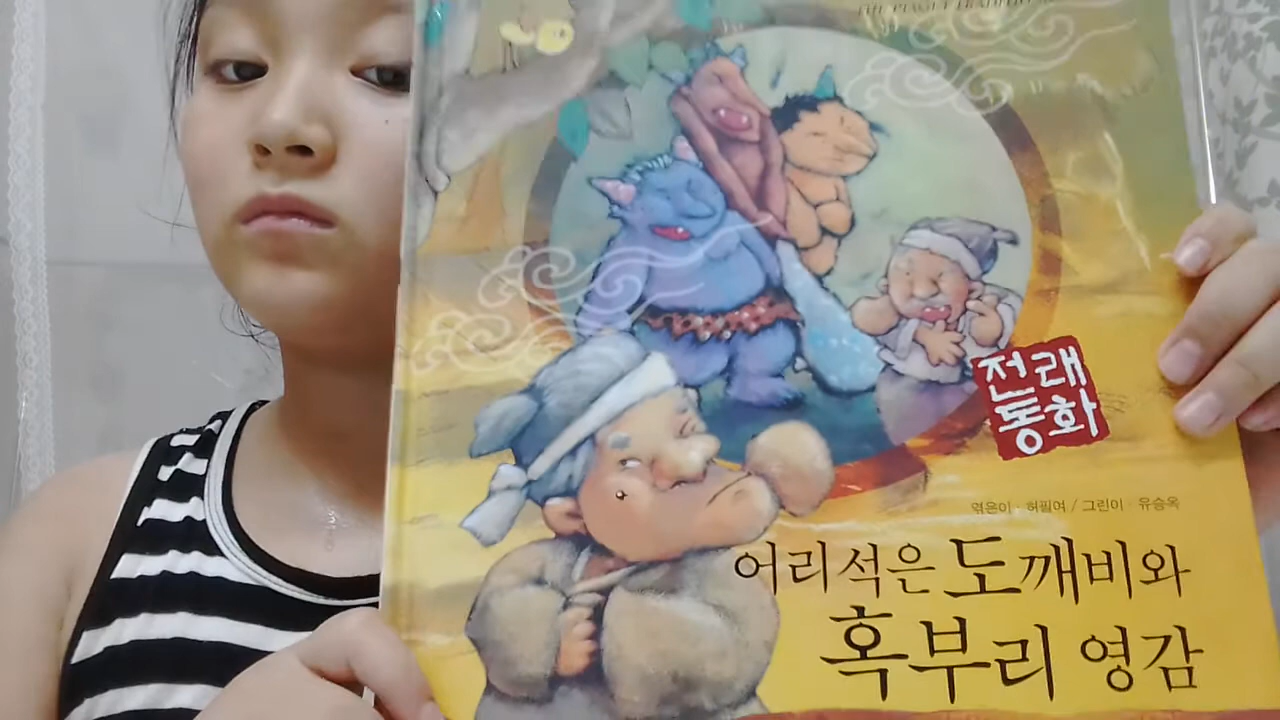 전래
동화
엮은이 · 허필여 / 그린이 · 유승옥
어리석은 도깨비와
혹부리 영감